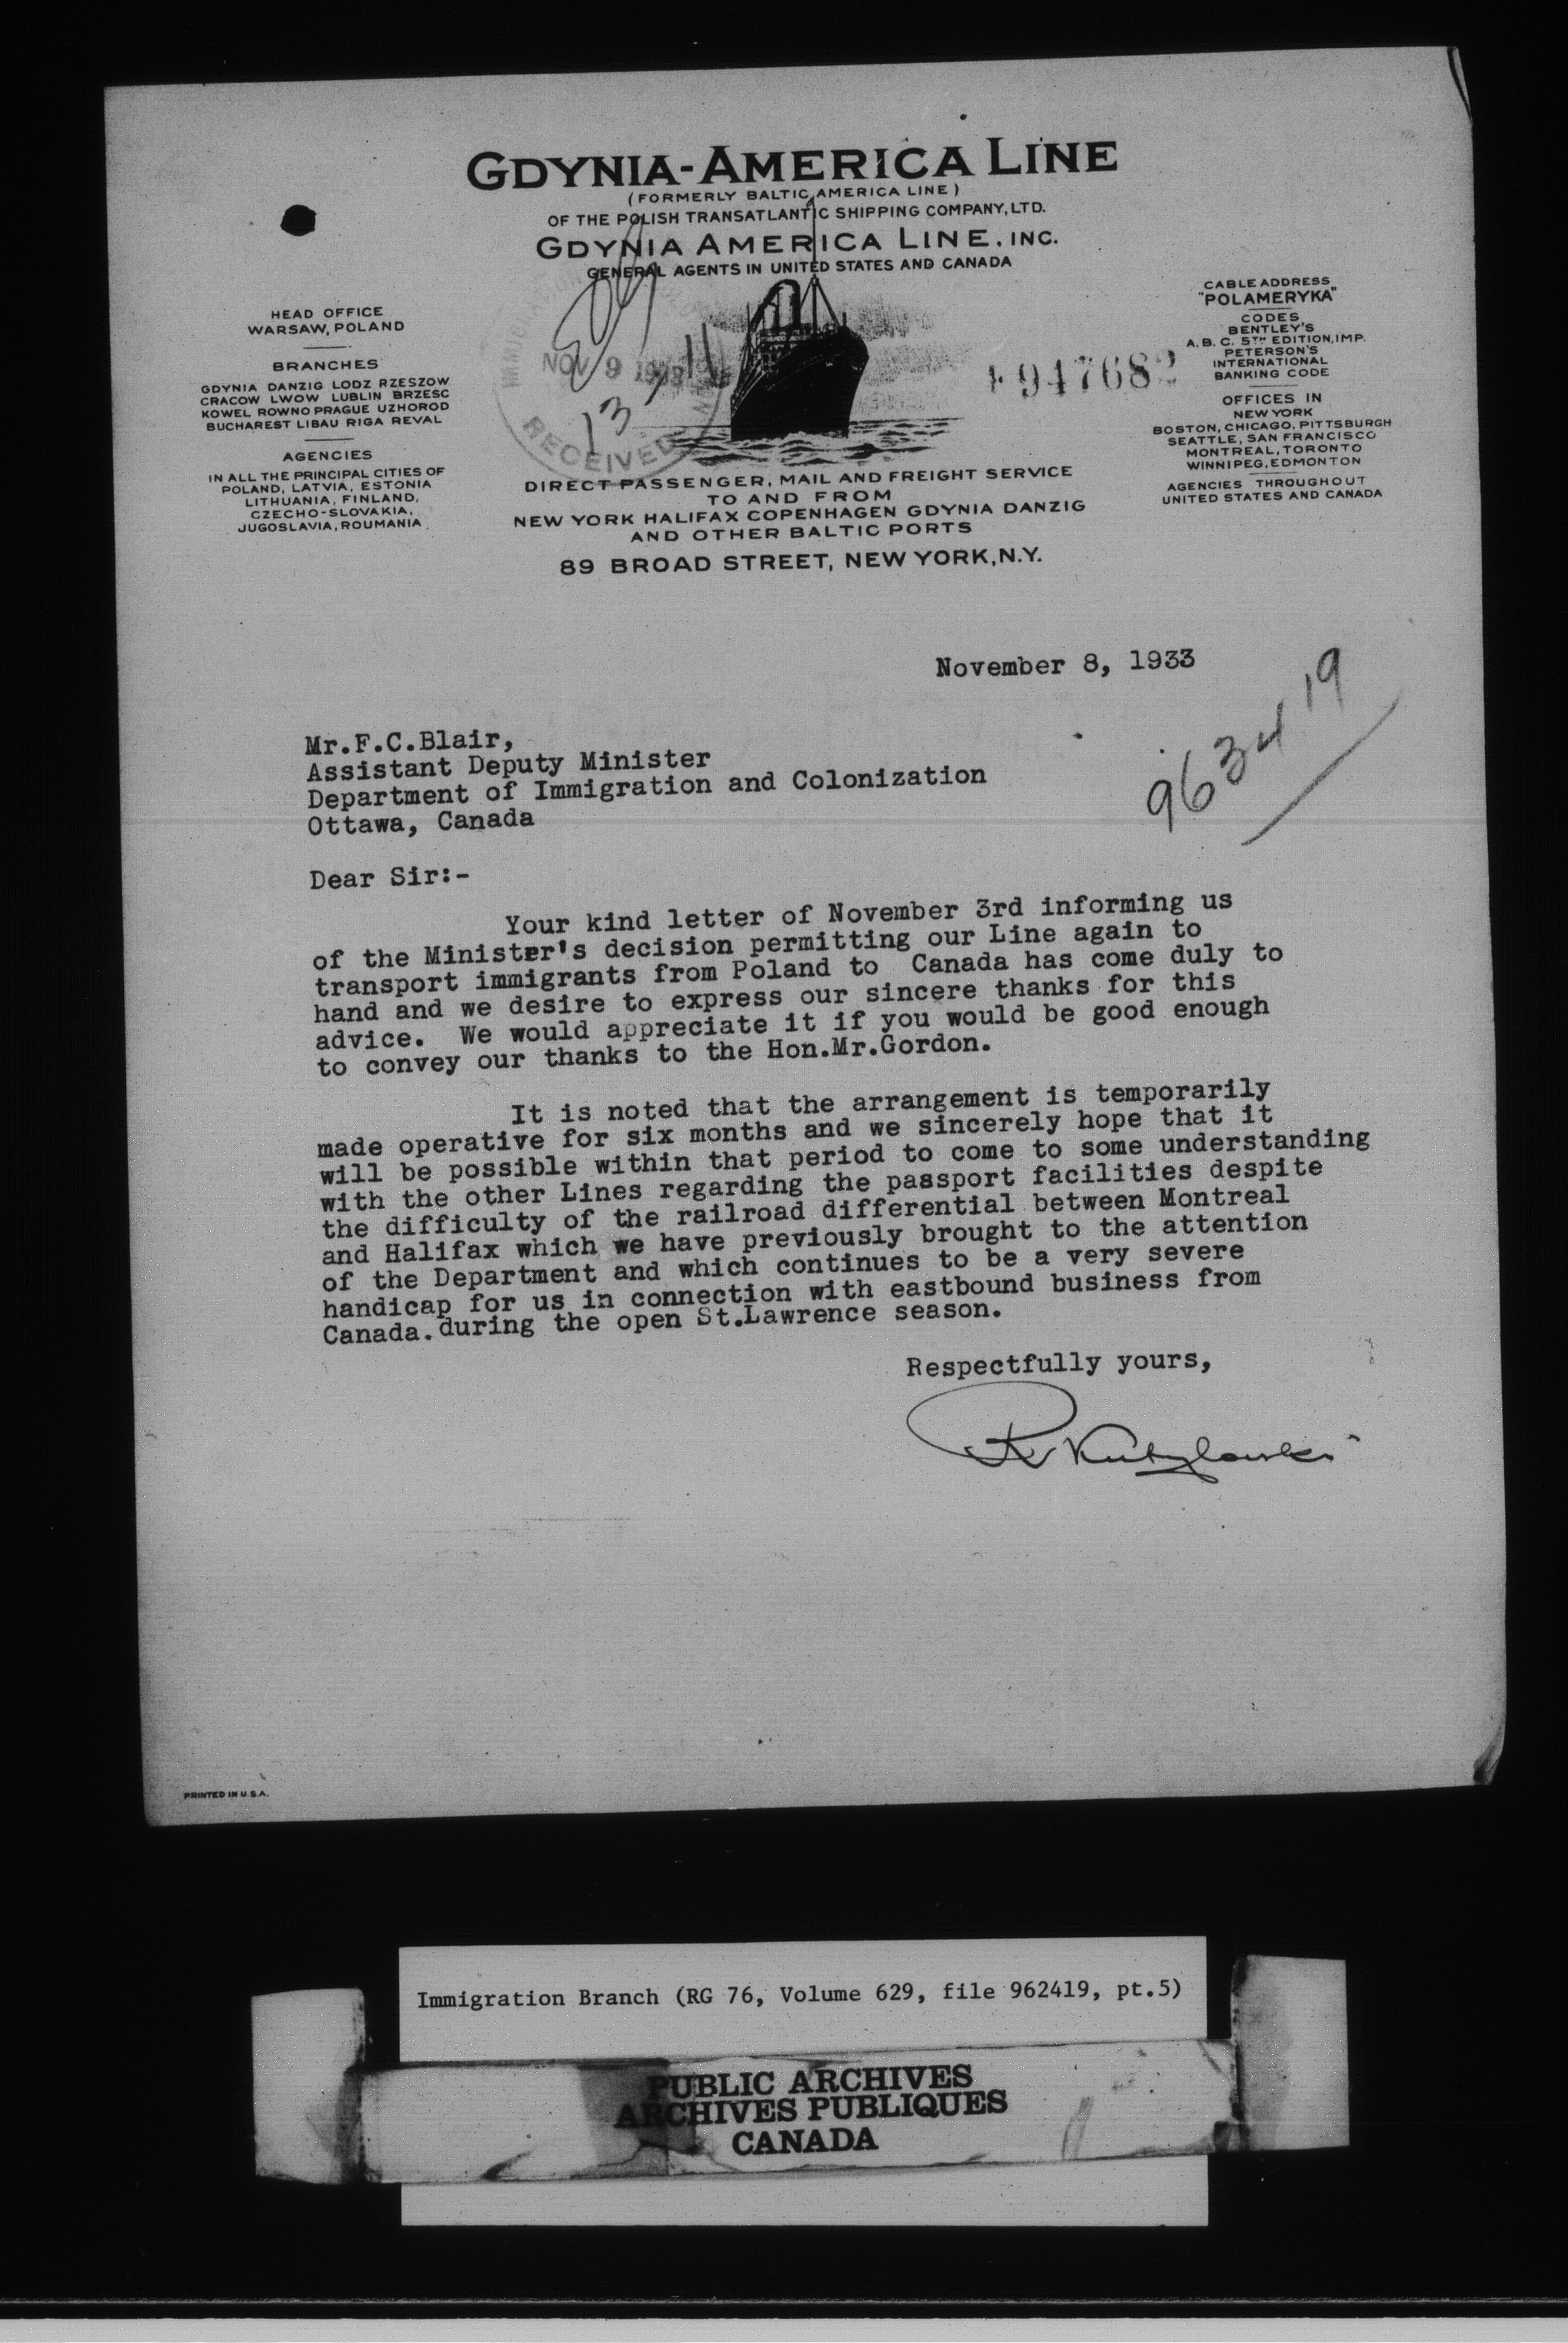 GDYNIA-AMERICA LINE
(FORMERLY BALTIC AMERICA LINE)
OF THE POLISH TRANSATLANTIC SHIPPING COMPANY, LTD.
GDYNIA AMERICA LINE, INC.
GENERAL AGENTS IN UNITED STATES AND CANADA
HEAD OFFICE
WARSAW, POLAND
BRANCHES
GDYNIA DANZIG LODZ RZESZOW
CRACOW LWOW LUBLIN BRZESC
KOWEL ROWNO PRAGUE UZHOROD
BUCHAREST LIBAU RIGA REVAL
AGENCIES
IN ALL THE PRINCIPAL CITIES OF
POLAND, LATVIA, ESTONIA
LITHUANIA, FINLAND,
CZECHO-SLOVAKIA,
JUGOSLAVIA, ROUMANIA
NOV 9 1933
13/11
RECEIVED
947682
CABLE ADDRESS
"POLAMERYKA"
CODES
BENTLEY'S
A.B.C. 5TH EDITION, IMP.
PETERSON'S
INTERNATIONAL
BANKING CODE
OFFICES IN
NEW YORK
BOSTON, CHICAGO, PITTSBURGH
SEATTLE, SAN FRANCISCO
MONTREAL, TORONTO
WINNIPEG, EDMONTON
AGENCIES THROUGHOUT
UNITED STATES AND CANADA
DIRECT PASSENGER, MAIL AND FREIGHT SERVICE
TO AND FROM
NEW YORK HALIFAX COPENHAGEN GDYNIA DANZIG
AND OTHER BALTIC PORTS
89 BROAD STREET, NEW YORK, N.Y.
November 8, 1933
Mr.F.C.Blair,
Assistant Deputy Minister
Department of Immigration and Colonization
Ottawa, Canada
Dear Sir:-
Your kind letter of November 3rd informing us
of the Minister's decision permitting our Line again to
transport immigrants from Poland to Canada has come duly to
hand and we desire to express our sincere thanks for this
advice. We would appreciate it if you would be good enough
to convey our thanks to the Hon.Mr.Gordon.
It is noted that the arrangement is temporarily
made operative for six months and we sincerely hope that it
will be possible within that period to come to some understanding
with the other Lines regarding the passport facilities despite
the difficulty of the railroad differential between Montreal
and Halifax which we have previously brought to the attention
of the Department and which continues to be a very severe
handicap for us in connection with eastbound business from
Canada.during the open St.Lawrence season.
Respectfully yours,
PRINTED IN U.S.A.
Immigration Branch (RG 76, Volume 629, file 962419, pt.5)
PUBLIC ARCHIVES
ARCHIVES PUBLIQUES
CANADA